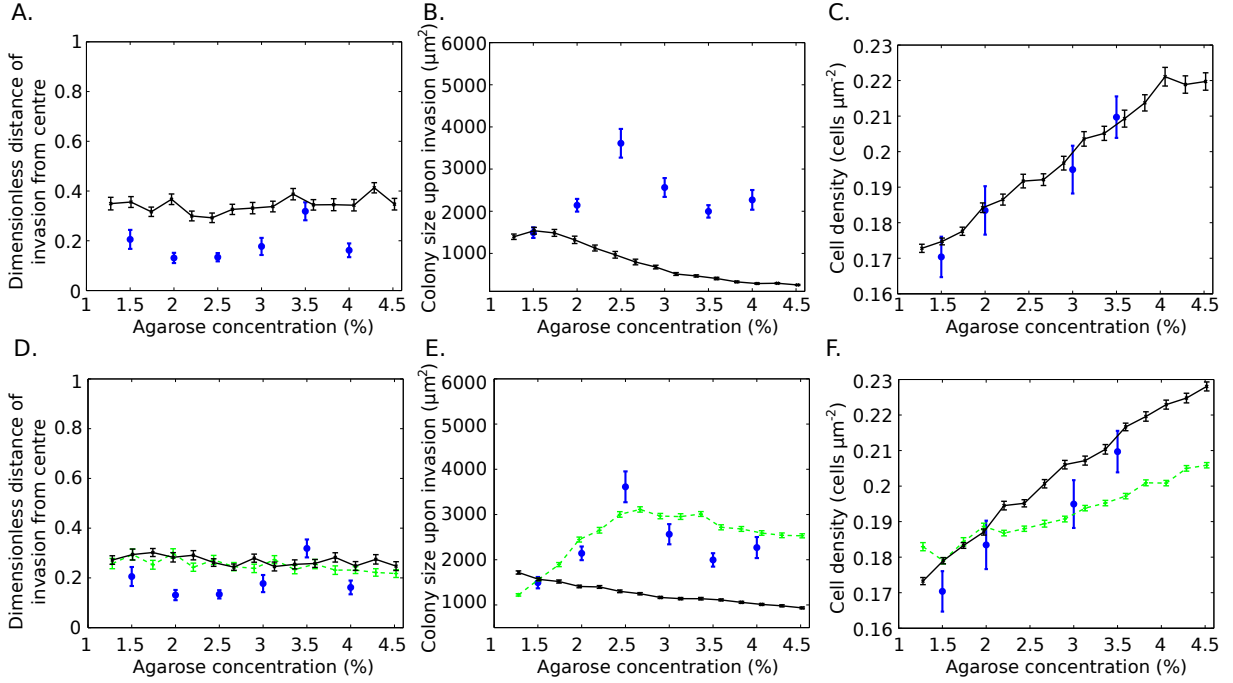 A.
Dimensionless distance of
invasion from centre
1
0.8
0.6
0.4
0.2
0
1 1.5 2 2.5 3 3.5 4 4.5
Agarose concentration (%)
B.
Colony size upon invasion (μm²)
6000
5000
4000
3000
2000
1000
1 1.5 2 2.5 3 3.5 4 4.5
Agarose concentration (%)
C.
Cell density (cells μm⁻²)
0.23
0.22
0.21
0.2
0.19
0.18
0.17
0.16
1 1.5 2 2.5 3 3.5 4 4.5
Agarose concentration (%)
D.
Dimensionless distance of
invasion from centre
1
0.8
0.6
0.4
0.2
0
1 1.5 2 2.5 3 3.5 4 4.5
Agarose concentration (%)
E.
Colony size upon invasion (μm²)
6000
5000
4000
3000
2000
1000
1 1.5 2 2.5 3 3.5 4 4.5
Agarose concentration (%)
F.
Cell density (cells μm⁻²)
0.23
0.22
0.21
0.2
0.19
0.18
0.17
0.16
1 1.5 2 2.5 3 3.5 4 4.5
Agarose concentration (%)